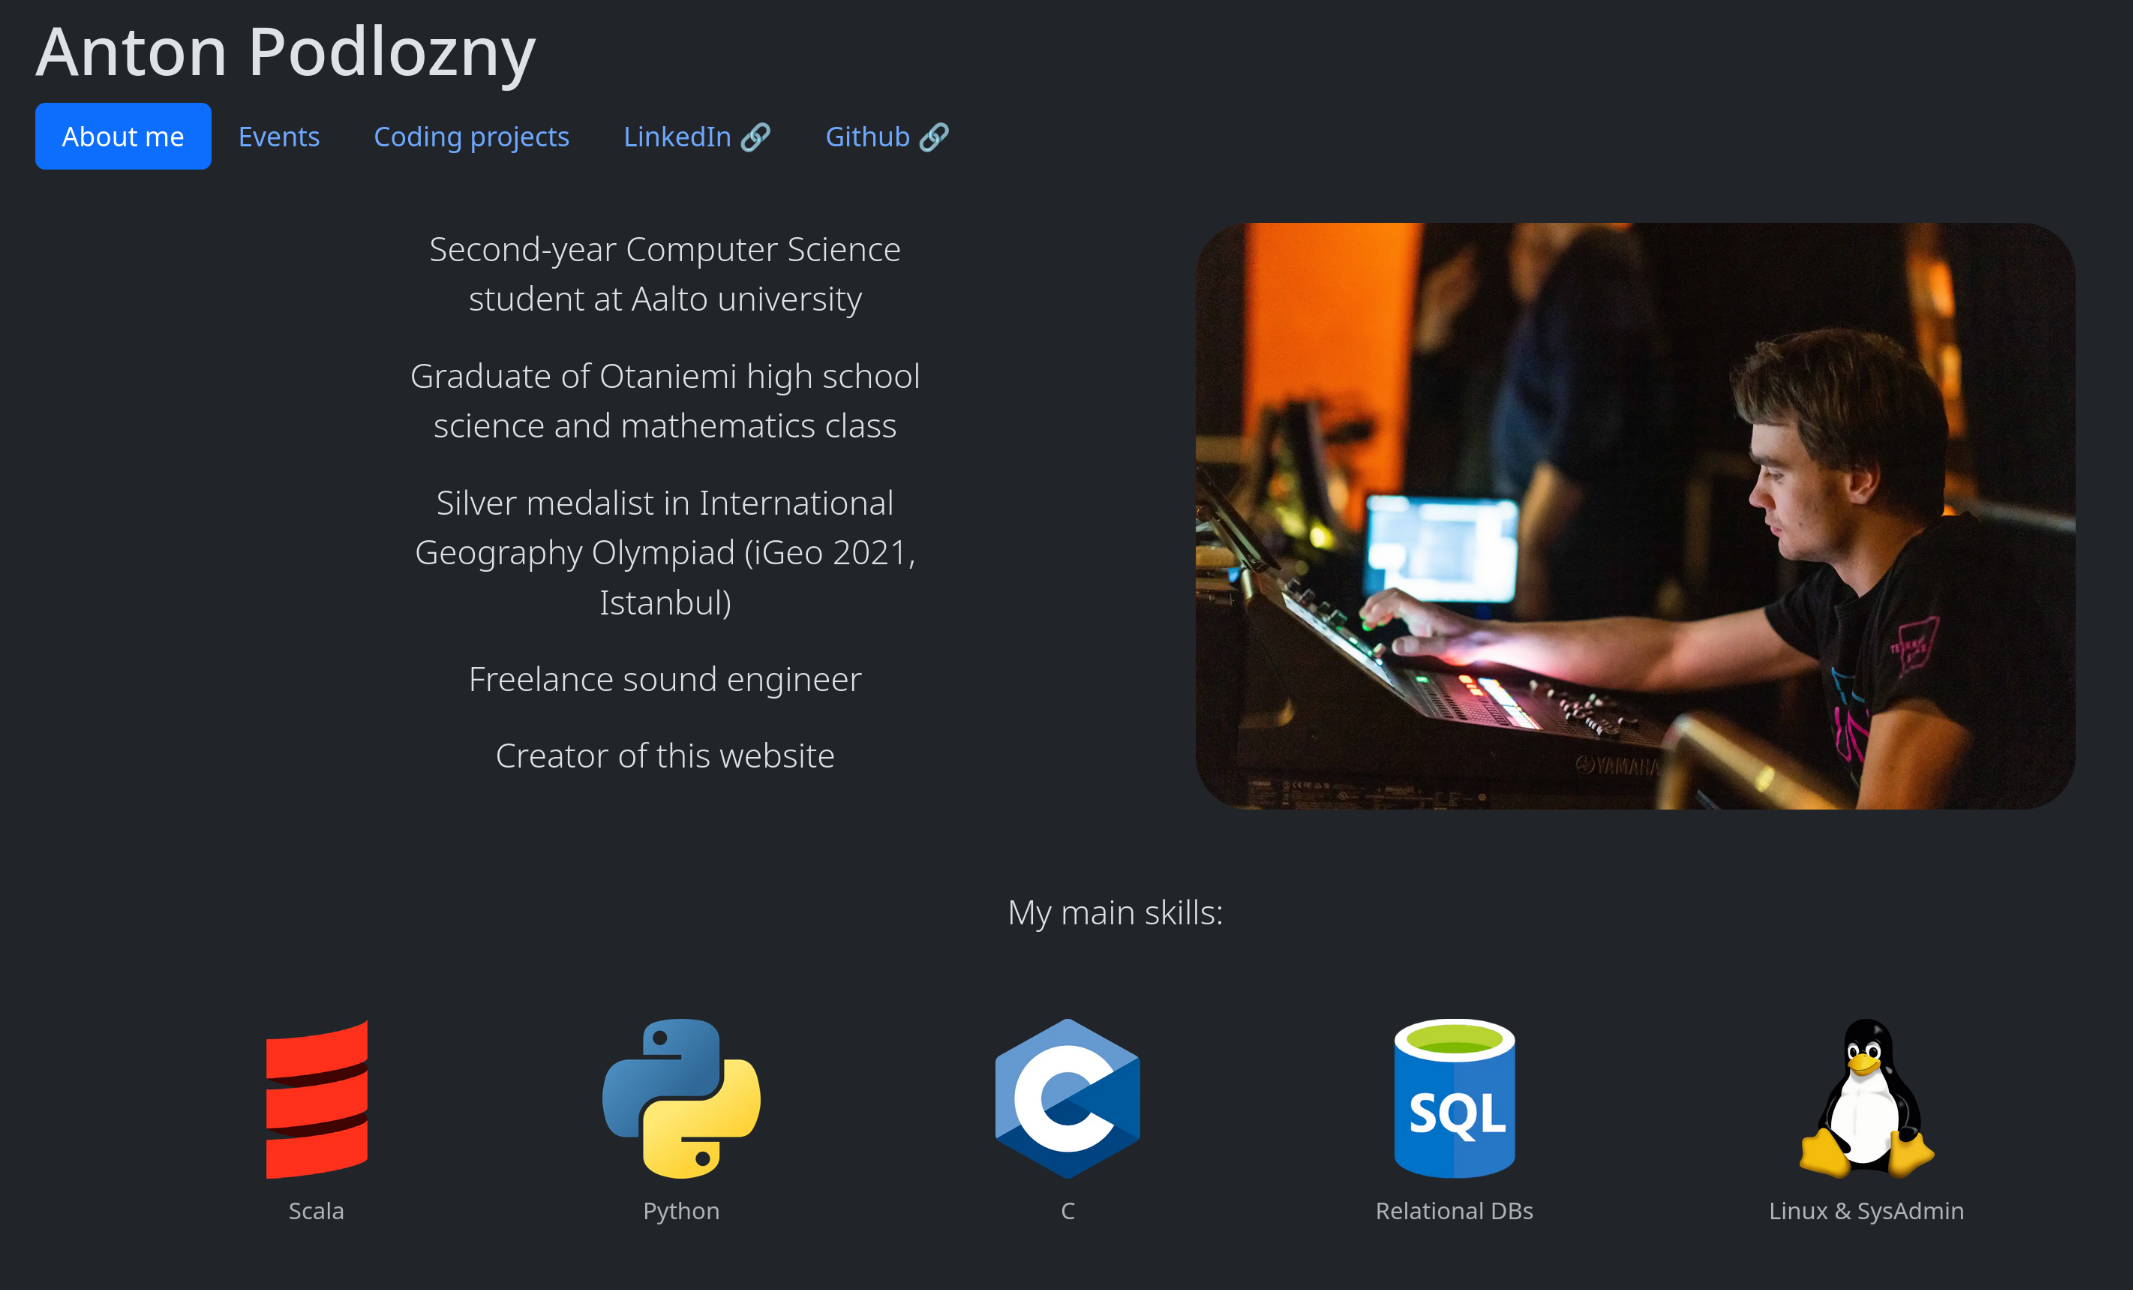 Anton Podlozny
About me
Events
Coding projects
LinkedIn 🔗
Github 🔗
Second-year Computer Science
student at Aalto university
Graduate of Otaniemi high school
science and mathematics class
Silver medalist in International
Geography Olympiad (iGeo 2021,
Istanbul)
Freelance sound engineer
Creator of this website
YAMAHA
My main skills:
SQL
Scala
Python
C
Relational DBs
Linux & SysAdmin